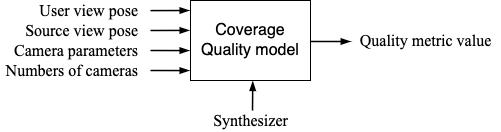 User view pose
Source view pose
Camera parameters
Numbers of cameras
Coverage
Quality model
Quality metric value
Synthesizer